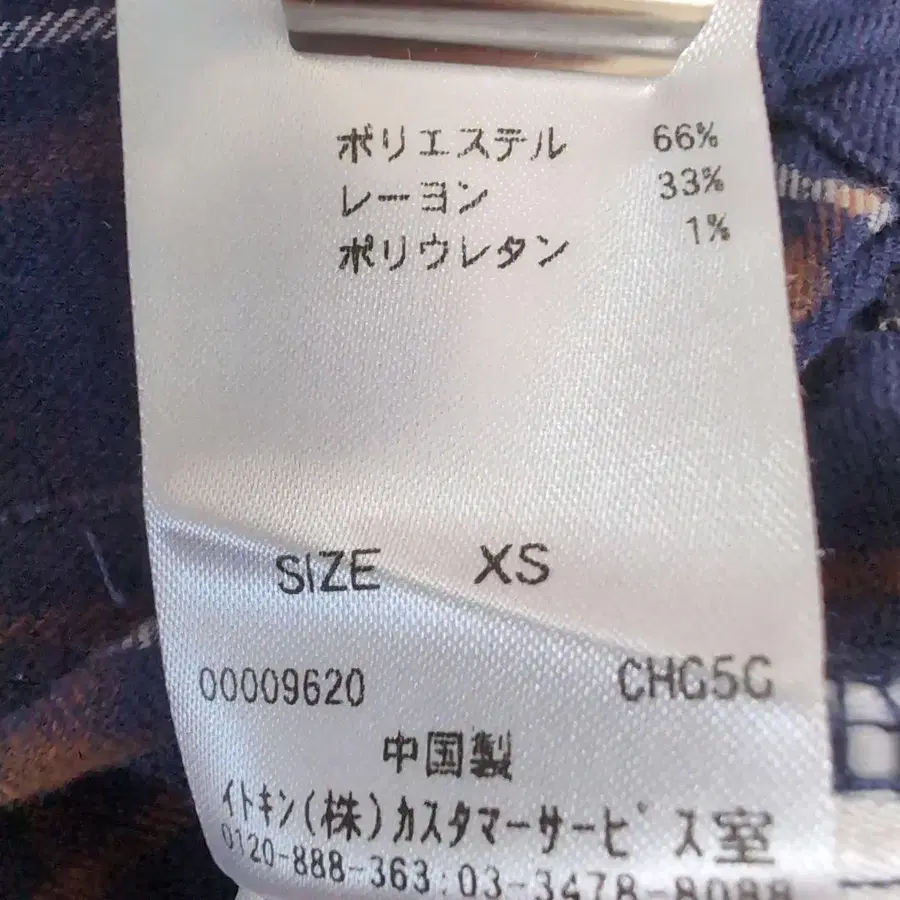 ポリエステル 66%
レーヨン 33%
ポリウレタン 1%
SIZE XS
00009620 CHG5G
中国製
イトキン(株)カスタマーサービス室
0120-888-363:03-3478-8088